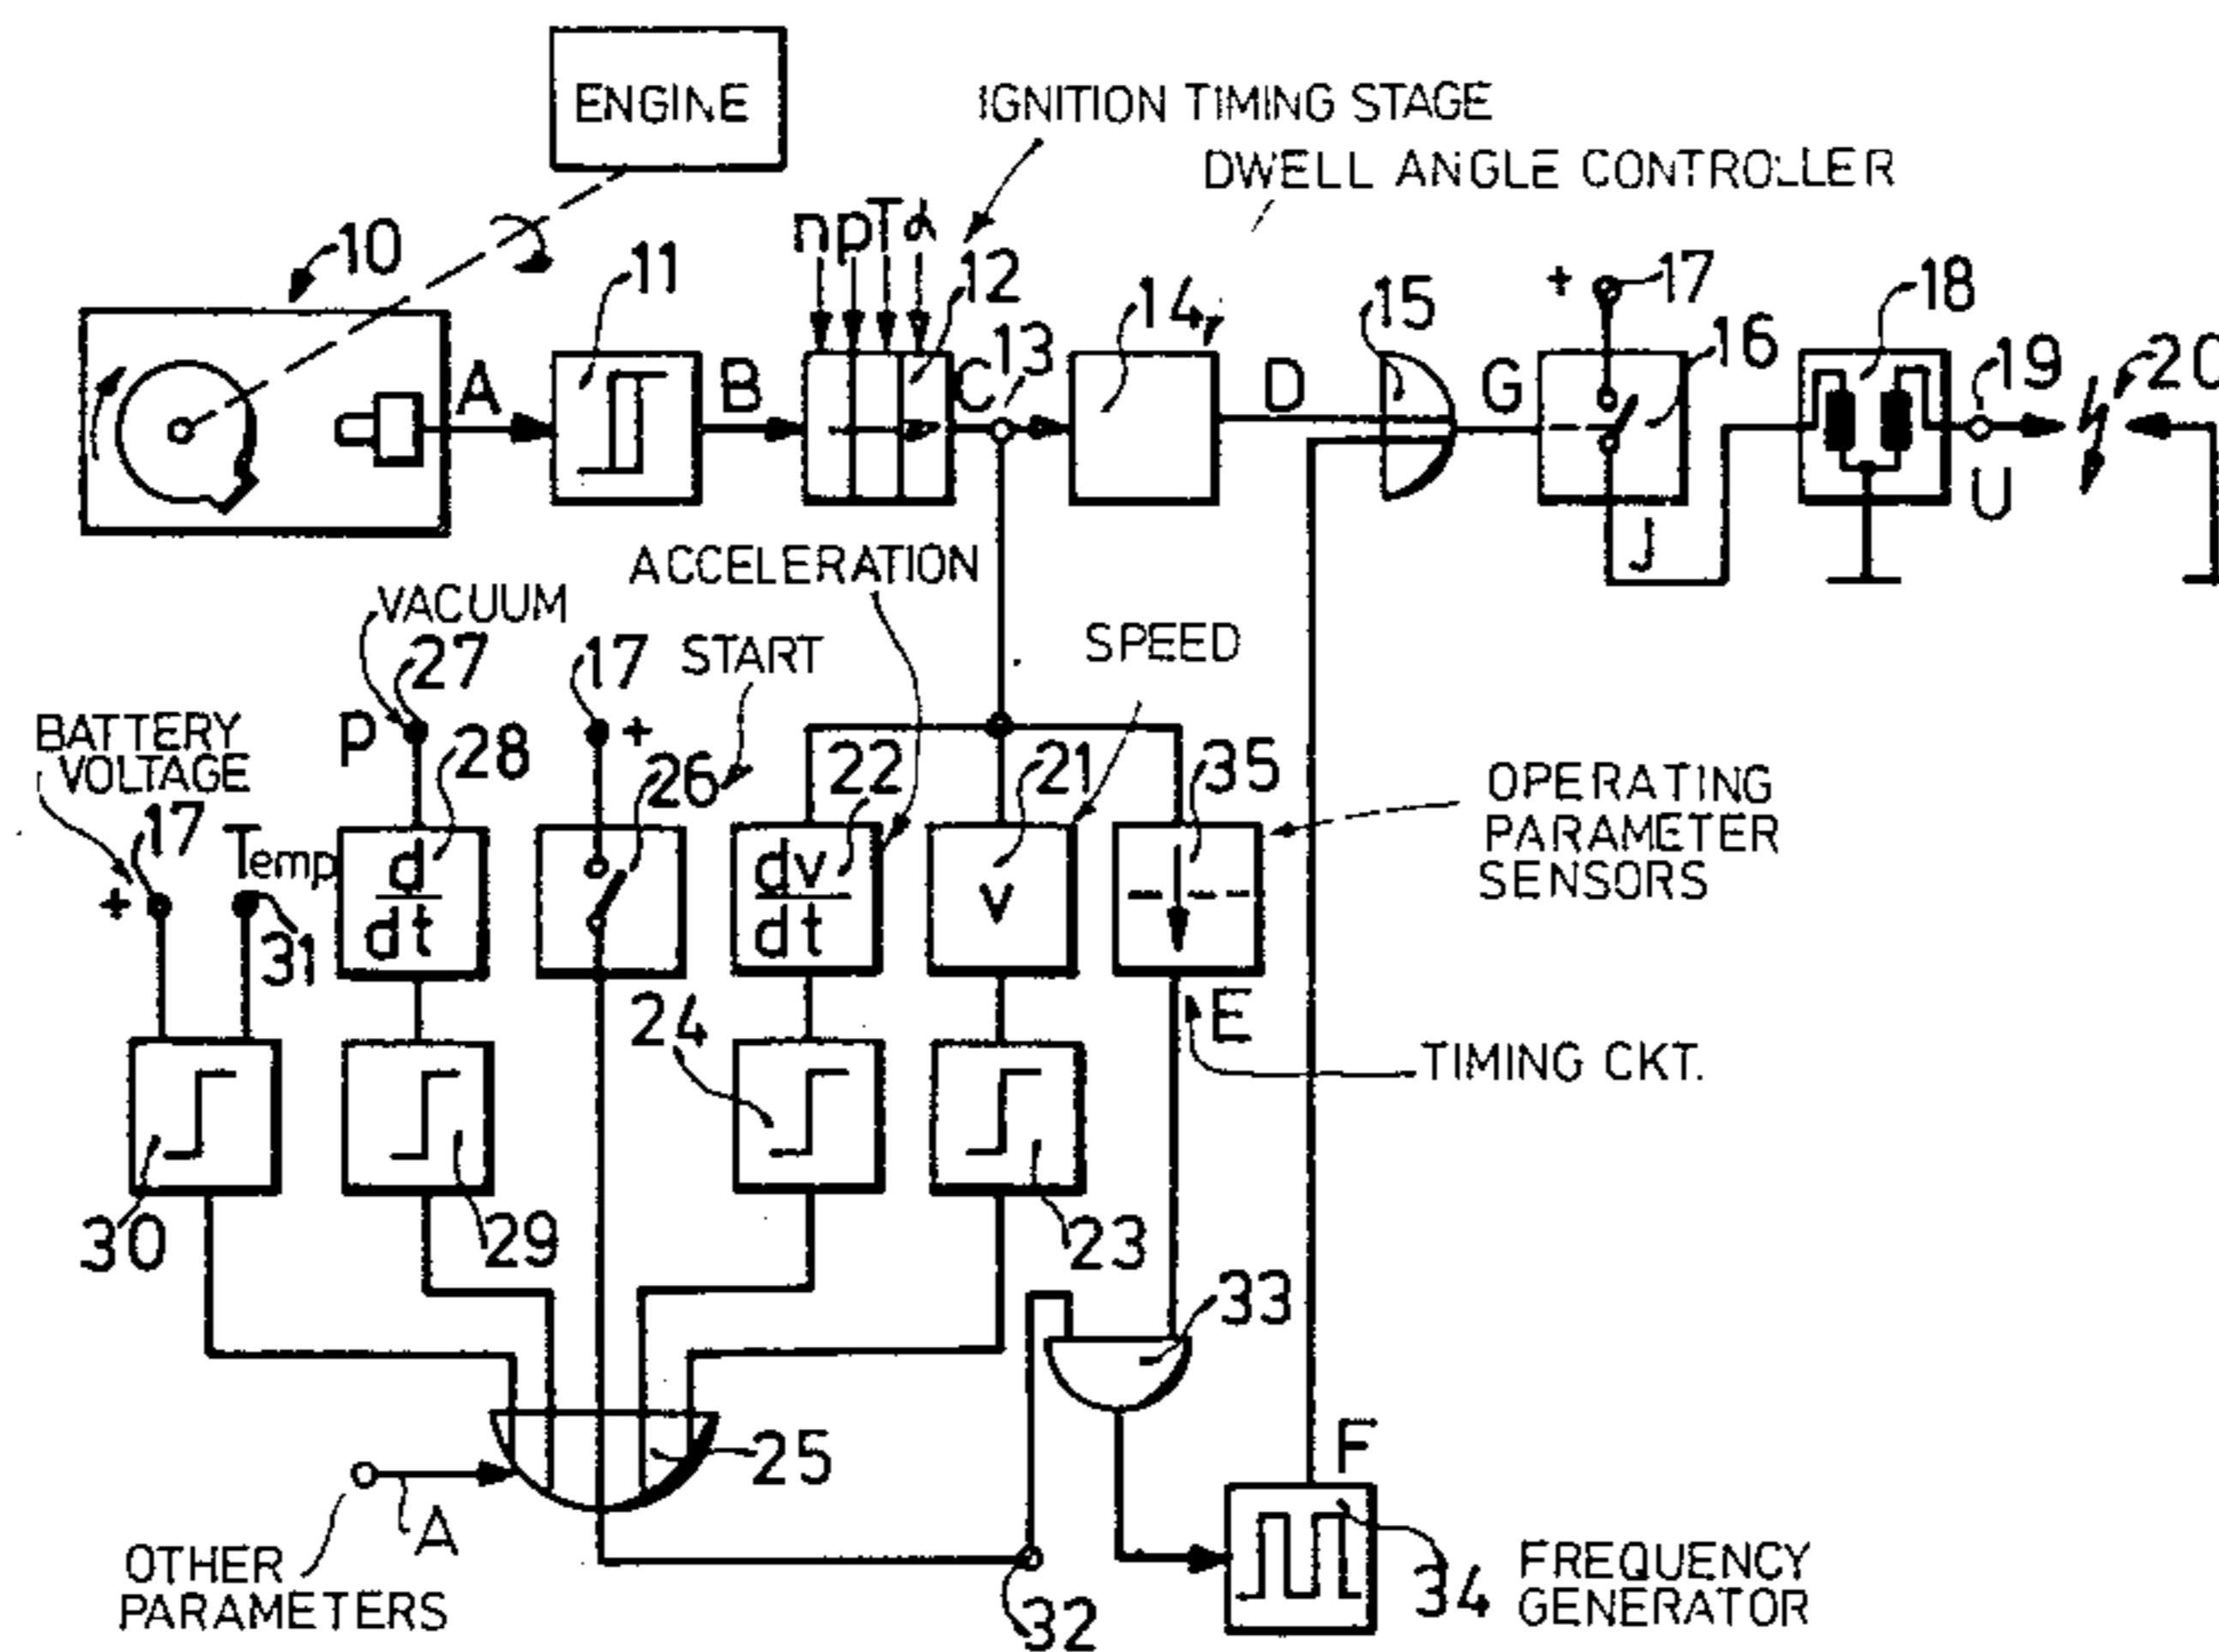 ENGINE
IGNITION TIMING STAGE
DWELL ANGLE CONTROLLER
10
11
n p T α
12
13
14
15
+ 17
16
18
19
20
A
B
C
D
G
J
U
ACCELERATION
VACUUM
27
p
28
17
+
START
26
SPEED
BATTERY
VOLTAGE
17
+
Temp
31
d
dt
22
dv
dt
21
v
35
OPERATING
PARAMETER
SENSORS
E
TIMING CKT.
24
30
29
23
33
25
A
OTHER
PARAMETERS
32
F
34
FREQUENCY
GENERATOR